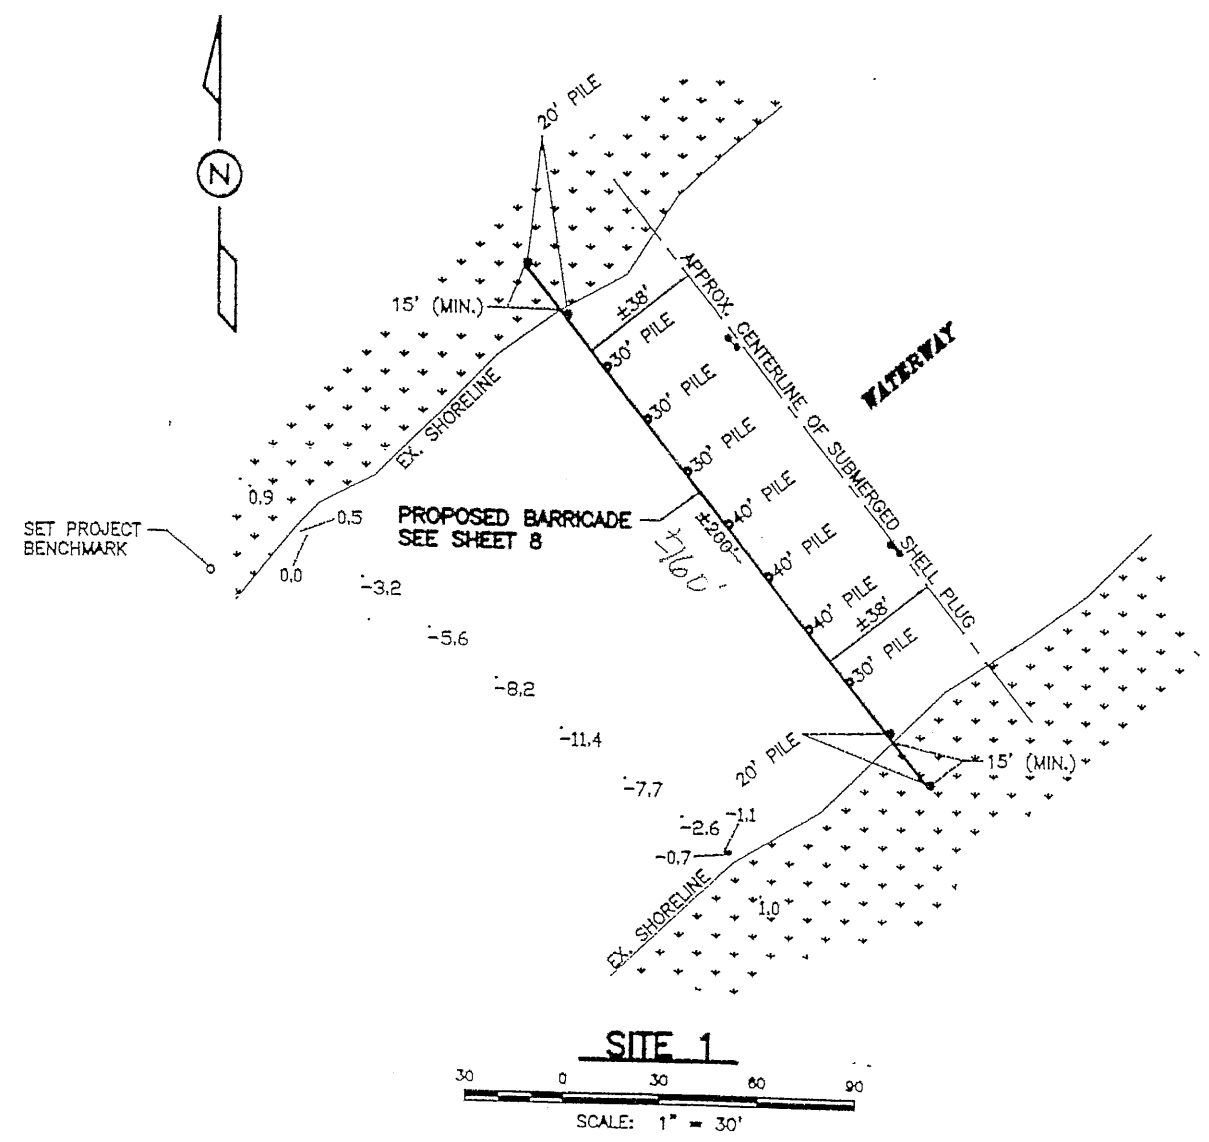 20' PILE
N
15' (MIN.)
±38'
APPROX. CENTERLINE OF SUBMERGED SHELL PLUG
WATERWAY
30' PILE
30' PILE
30' PILE
40' PILE
40' PILE
40' PILE
±38'
30' PILE
EX. SHORELINE
PROPOSED BARRICADE
SEE SHEET 8
±200'
±160'
SET PROJECT
BENCHMARK
0,9
0,5
0,0
-3,2
-5,6
-8,2
-11,4
-7,7
-2,6
-1,1
-0,7
1,0
20' PILE
15' (MIN.)
EX. SHORELINE
SITE 1
30 0 30 60 90
SCALE: 1" = 30'